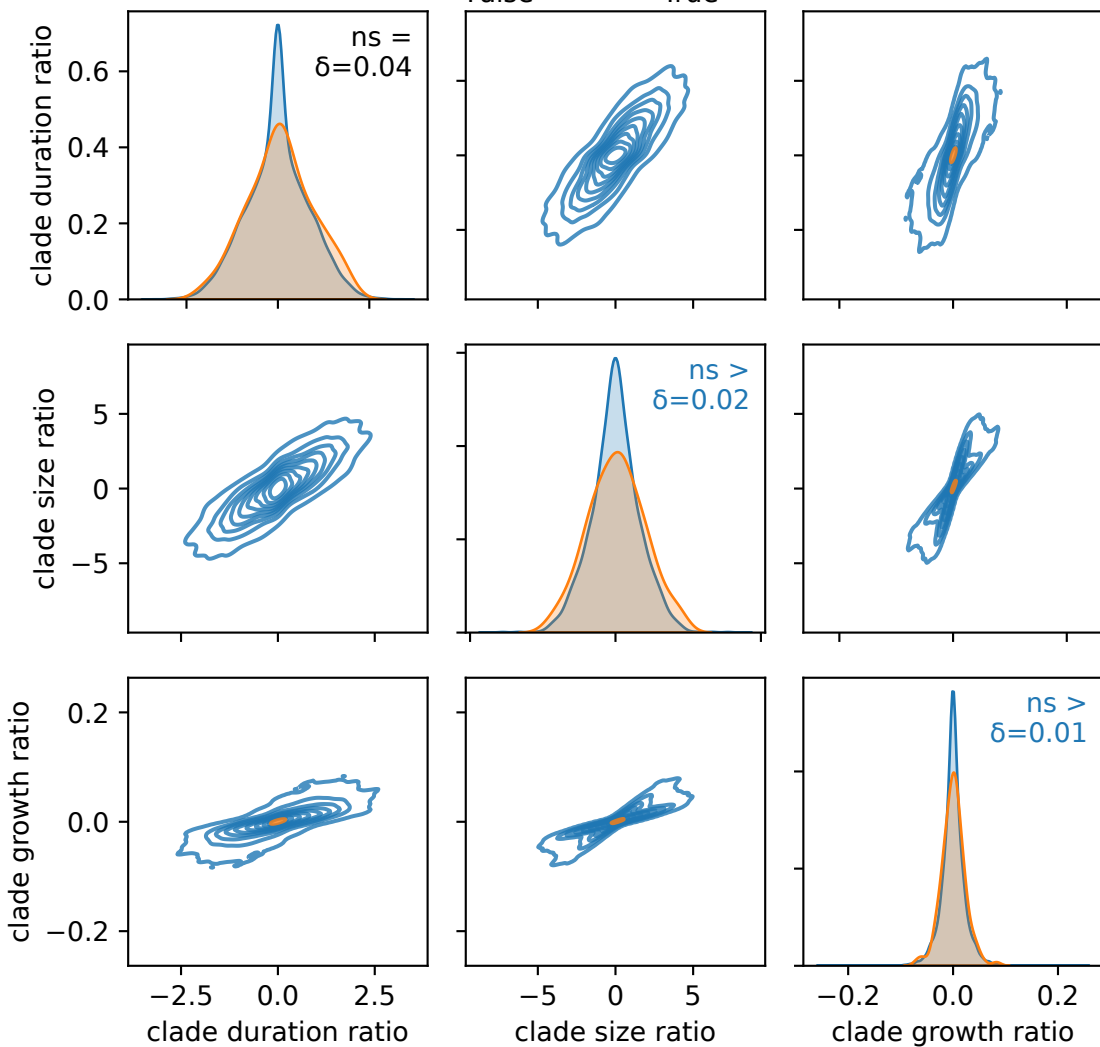 clade duration ratio
0.6
0.4
0.2
0.0
ns =
δ=0.04
clade size ratio
5
0
−5
ns >
δ=0.02
clade growth ratio
0.2
0.0
−0.2
ns >
δ=0.01
−2.5 0.0 2.5
−5 0 5
−0.2 0.0 0.2
clade duration ratio
clade size ratio
clade growth ratio